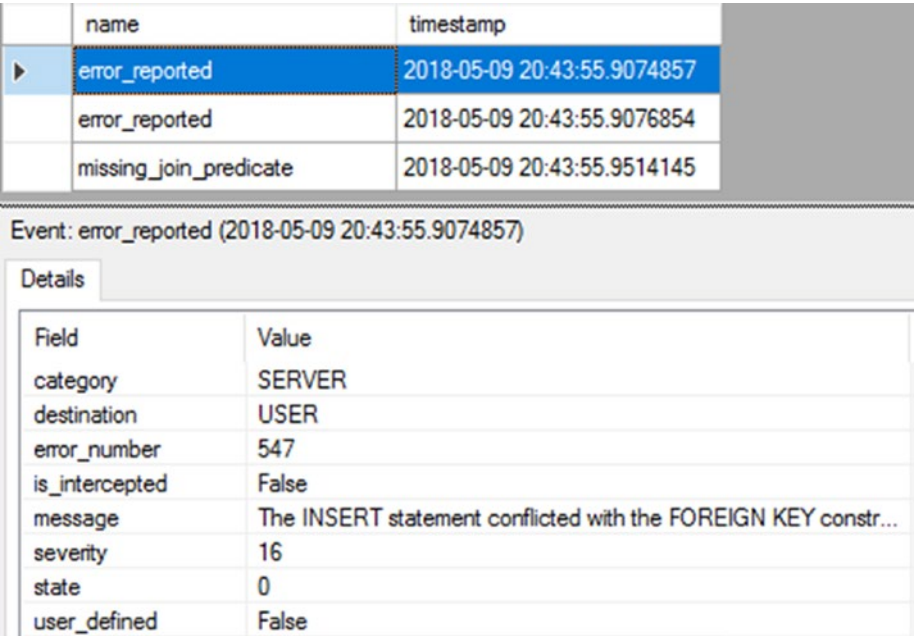 name timestamp
error_reported 2018-05-09 20:43:55.9074857
error_reported 2018-05-09 20:43:55.9076854
missing_join_predicate 2018-05-09 20:43:55.9514145
Event: error_reported (2018-05-09 20:43:55.9074857)
Details
Field Value
category SERVER
destination USER
error_number 547
is_intercepted False
message The INSERT statement conflicted with the FOREIGN KEY constr...
severity 16
state 0
user_defined False